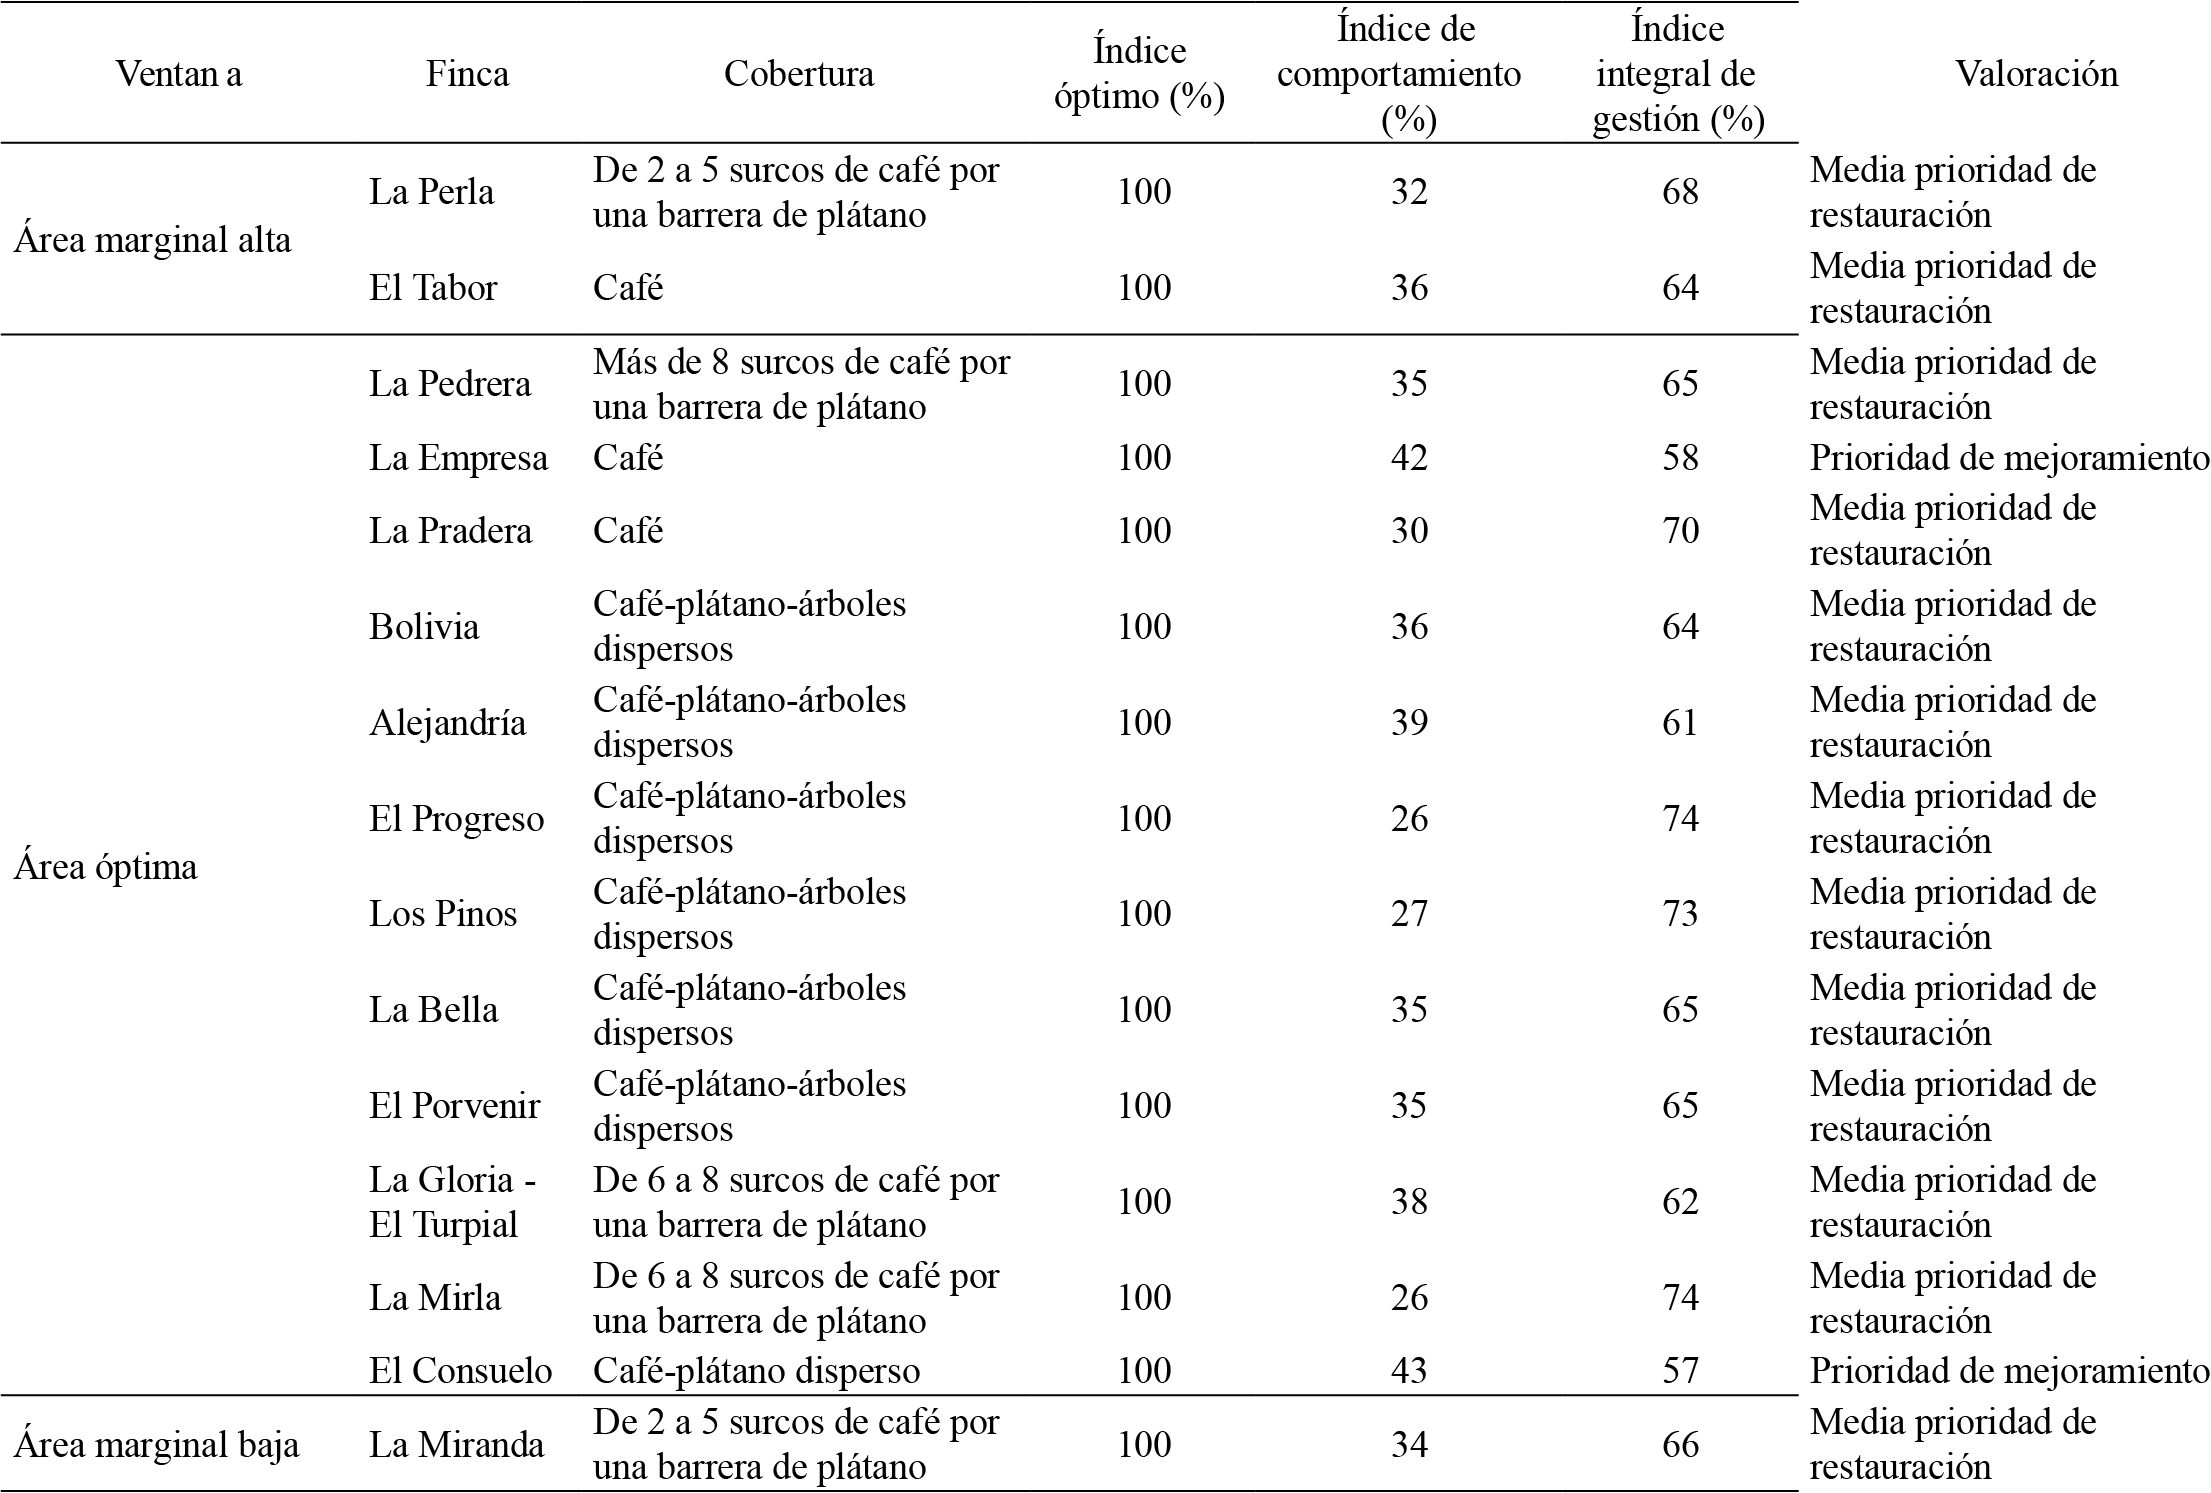 Ventan a Finca Cobertura Índice óptimo (%) Índice de comportamiento (%) Índice integral de gestión (%) Valoración
Área marginal alta
La Perla De 2 a 5 surcos de café por una barrera de plátano 100 32 68 Media prioridad de restauración
El Tabor Café 100 36 64 Media prioridad de restauración
Área óptima
La Pedrera Más de 8 surcos de café por una barrera de plátano 100 35 65 Media prioridad de restauración
La Empresa Café 100 42 58 Prioridad de mejoramiento
La Pradera Café 100 30 70 Media prioridad de restauración
Bolivia Café-plátano-árboles dispersos 100 36 64 Media prioridad de restauración
Alejandría Café-plátano-árboles dispersos 100 39 61 Media prioridad de restauración
El Progreso Café-plátano-árboles dispersos 100 26 74 Media prioridad de restauración
Los Pinos Café-plátano-árboles dispersos 100 27 73 Media prioridad de restauración
La Bella Café-plátano-árboles dispersos 100 35 65 Media prioridad de restauración
El Porvenir Café-plátano-árboles dispersos 100 35 65 Media prioridad de restauración
La Gloria - El Turpial De 6 a 8 surcos de café por una barrera de plátano 100 38 62 Media prioridad de restauración
La Mirla De 6 a 8 surcos de café por una barrera de plátano 100 26 74 Media prioridad de restauración
El Consuelo Café-plátano disperso 100 43 57 Prioridad de mejoramiento
Área marginal baja La Miranda De 2 a 5 surcos de café por una barrera de plátano 100 34 66 Media prioridad de restauración